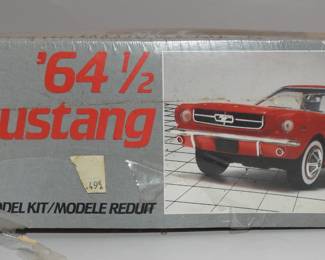 '64 1/2
ustang
ODEL KIT/MODELE REDUIT